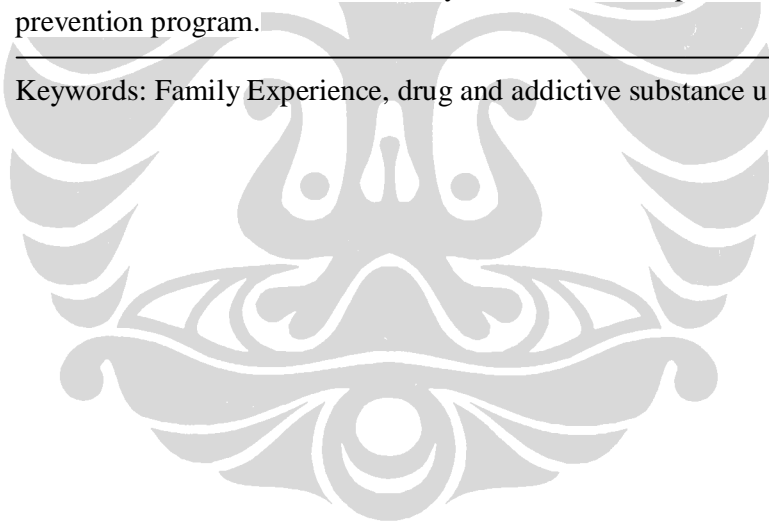 prevention program.
Keywords: Family Experience, drug and addictive substance u